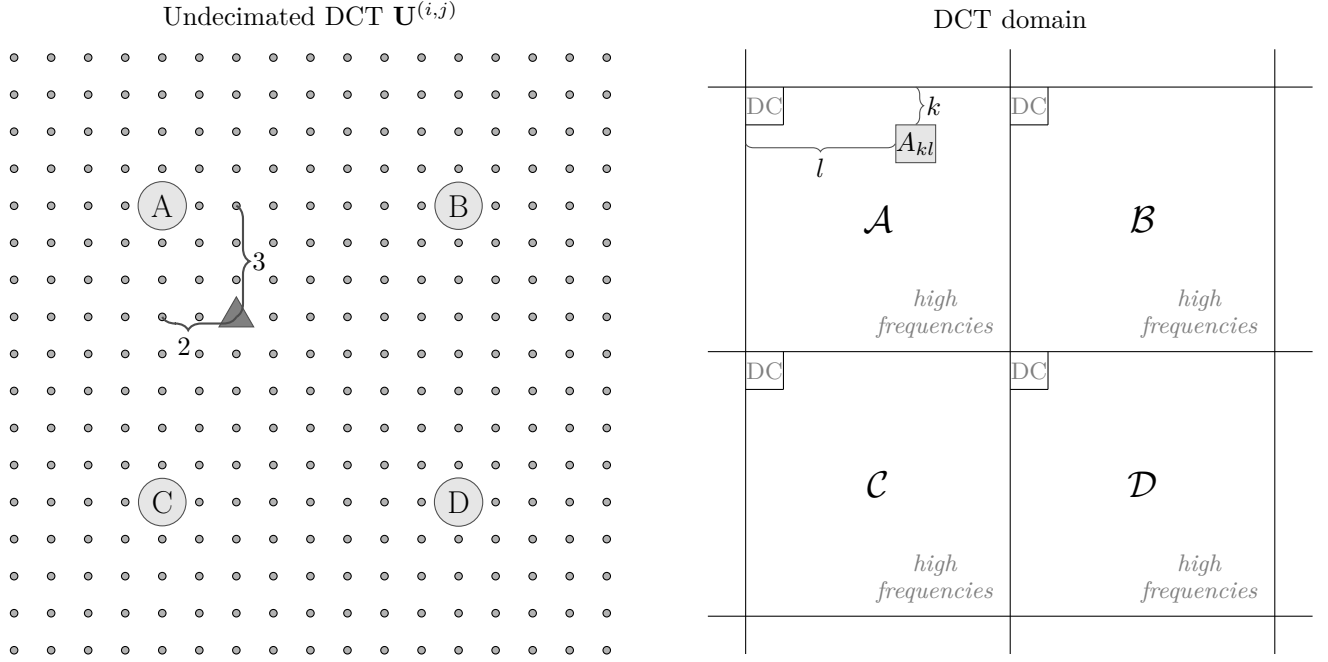 Undecimated DCT U^(i,j)
A
B
3
2
C
D
DCT domain
DC
DC
k
A_kl
l
𝒜
ℬ
high
frequencies
high
frequencies
DC
DC
𝒞
𝒟
high
frequencies
high
frequencies